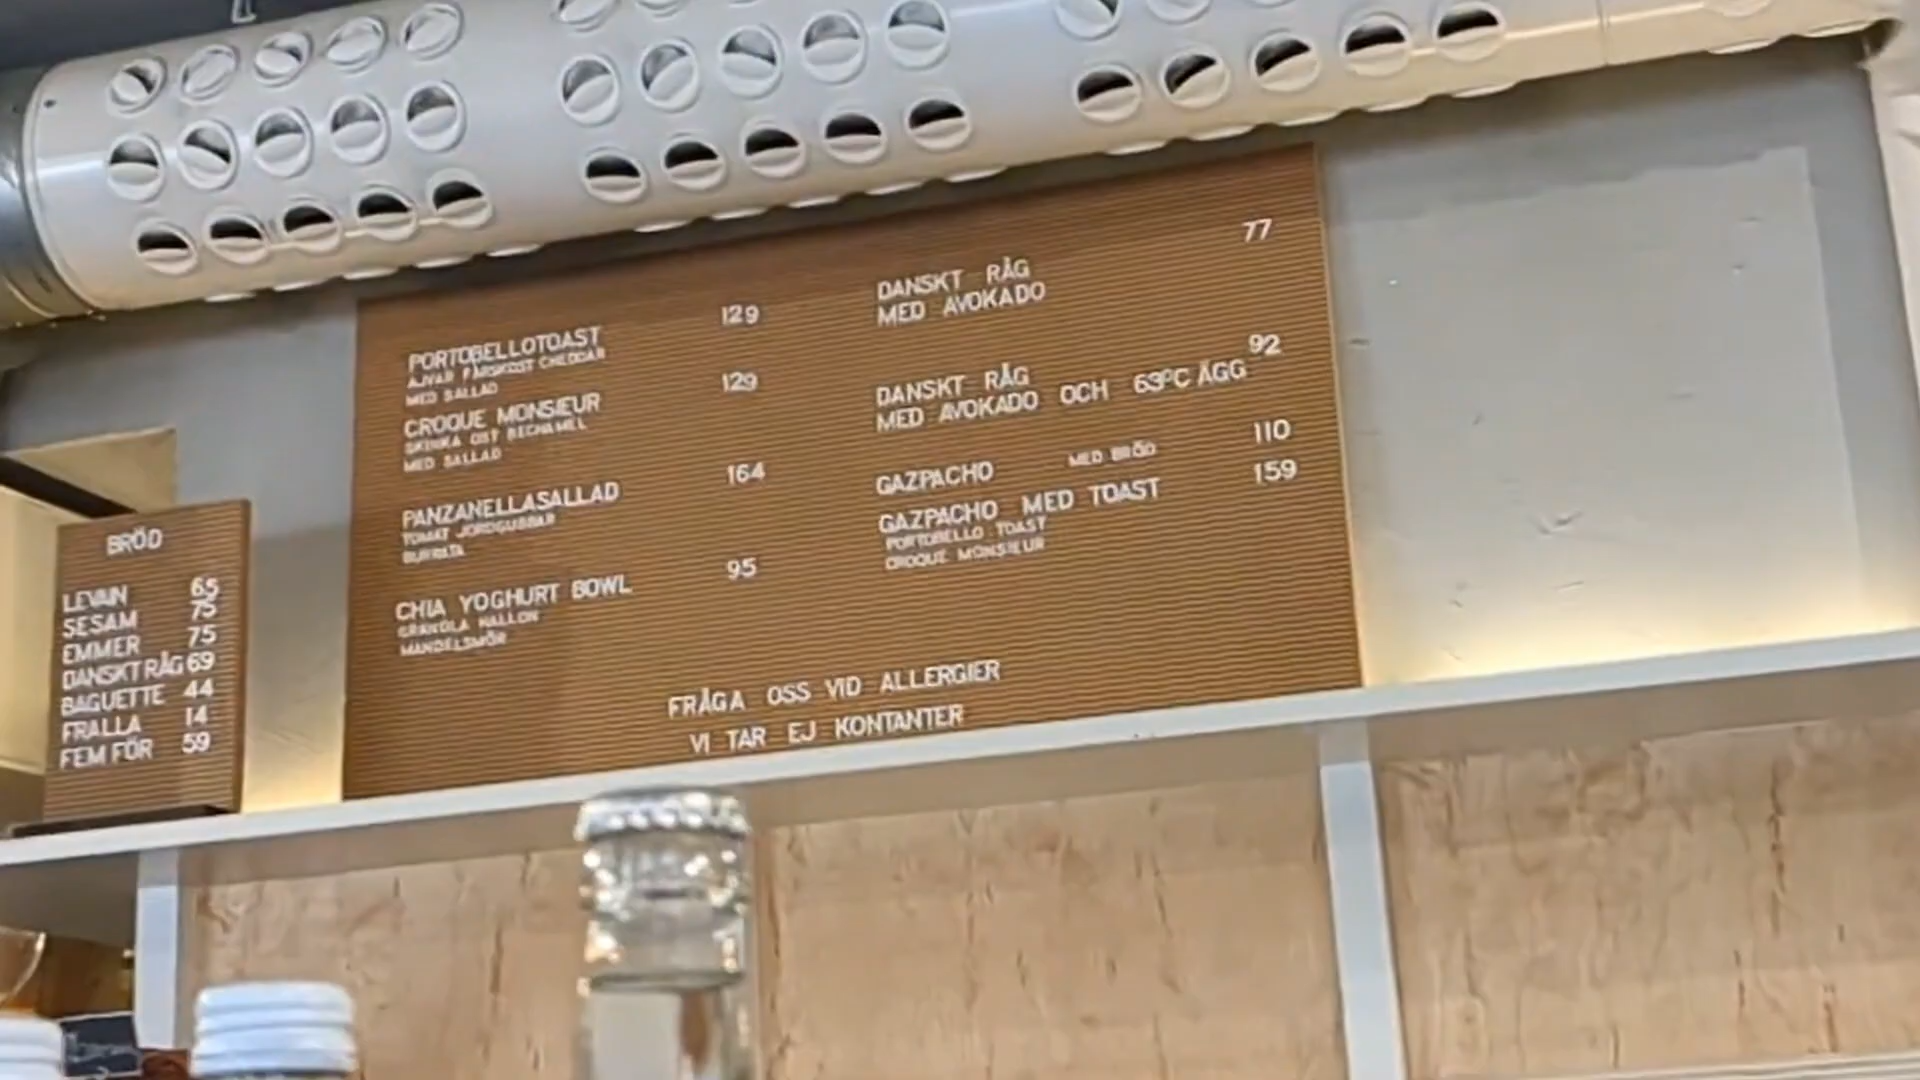 BRÖD
LEVAIN 65
SESAM 75
EMMER 75
DANSKT RÅG 69
BAGUETTE 44
FRALLA 14
FEM FÖR 59
PORTOBELLOTOAST 129
AJVAR FÄRSKOST CHEDDAR
MED SALLAD
CROQUE MONSIEUR 129
SKINKA OST BECHAMEL
MED SALLAD
PANZANELLASALLAD 164
TOMAT JORDGUBBAR
BURRATA
CHIA YOGHURT BOWL 95
GRANOLA HALLON
MANDELSMÖR
DANSKT RÅG 77
MED AVOKADO
DANSKT RÅG 92
MED AVOKADO OCH 63°C ÄGG
GAZPACHO MED BRÖD 110
GAZPACHO MED TOAST 159
PORTOBELLO TOAST
CROQUE MONSIEUR
FRÅGA OSS VID ALLERGIER
VI TAR EJ KONTANTER